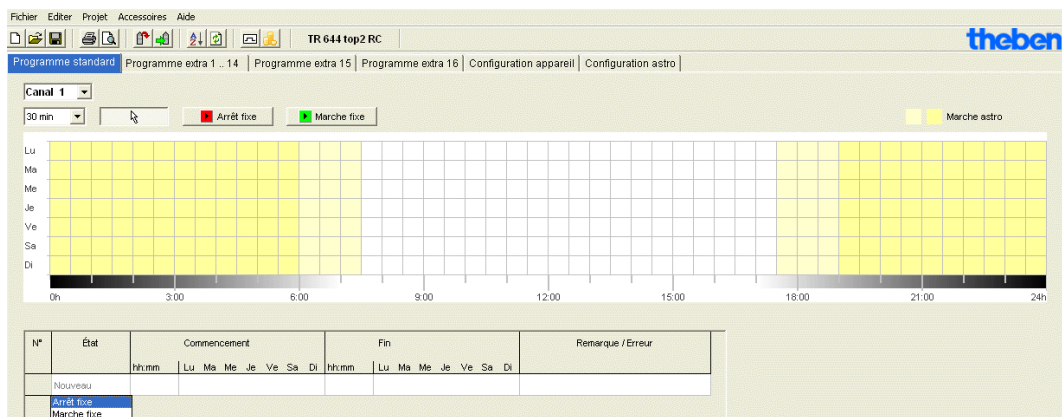 Fichier Editer Projet Accessoires Aide
TR 644 top2 RC
theben
Programme standard Programme extra 1 .. 14 Programme extra 15 Programme extra 16 Configuration appareil Configuration astro
Canal 1
30 min Arrêt fixe Marche fixe Marche astro
Lu
Ma
Me
Je
Ve
Sa
Di
0h 3:00 6:00 9:00 12:00 15:00 18:00 21:00 24h
N° État Commencement Fin Remarque / Erreur
hh:mm Lu Ma Me Je Ve Sa Di hh:mm Lu Ma Me Je Ve Sa Di
Nouveau
Arrêt fixe
Marche fixe